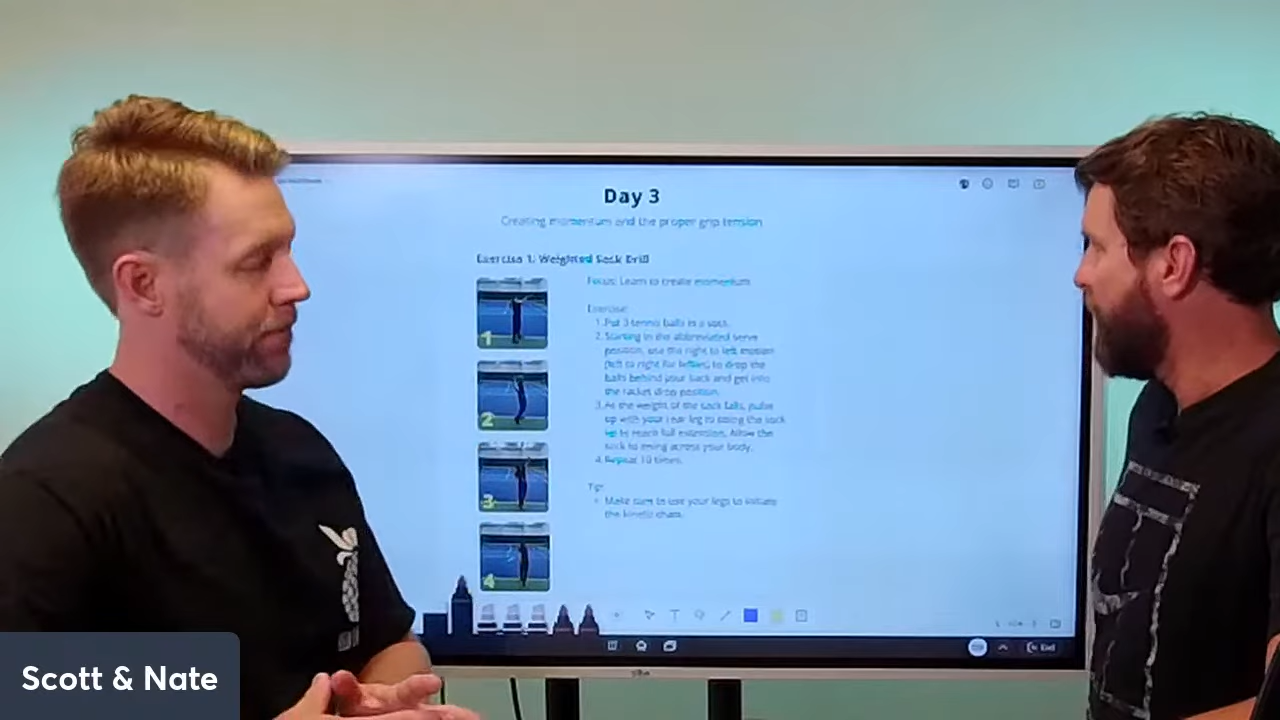 Day 3
Creating momentum and the proper grip tension
Exercise 1: Weighted Sock Drill
Focus: Learn to create momentum
Exercise:
1. Put 3 tennis balls in a sock.
2. Starting in the abbreviated serve
position, use the right to left motion
(left to right for lefties) to drop the
balls behind your back and get into
the racket drop position.
3. As the weight of the sock falls, pulse
up with your rear leg to swing the sock
up to reach full extension. Allow the
sock to swing across your body.
4. Repeat 10 times.
Tip:
Make sure to use your legs to initiate
the kinetic chain.
1
2
3
4
End
Scott & Nate